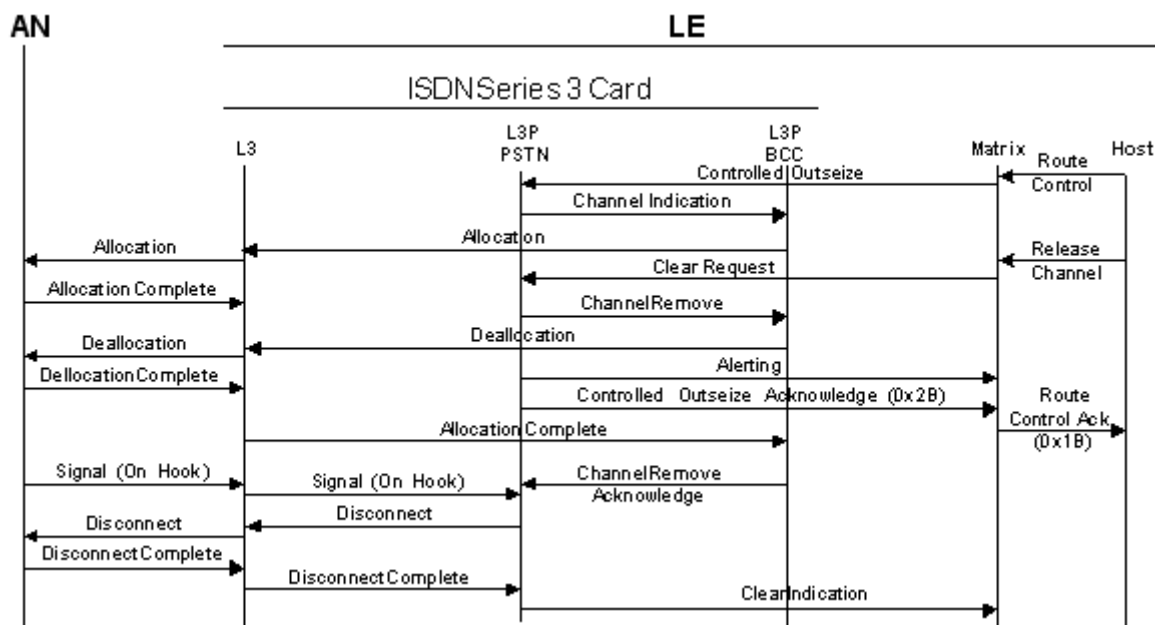 AN
LE
ISDNSeries 3 Card
L3
L3P
PSTN
L3P
BCC
Matrix
Host
Controlled Outseize
Route
Control
Channel Indication
Allocation
Allocation
Release
Channel
Clear Request
Allocation Complete
ChannelRemove
Deallocation
Deallocation
Alerting
Dellocation Complete
Controlled Outseize Acknowledge (0x2B)
Route
Control Ack
(0x1B)
Allocation Complete
Signal (On Hook)
Signal (On Hook)
ChannelRemove
Acknowledge
Disconnect
Disconnect
DisconnectComplete
DisconnectComplete
ClearIndication